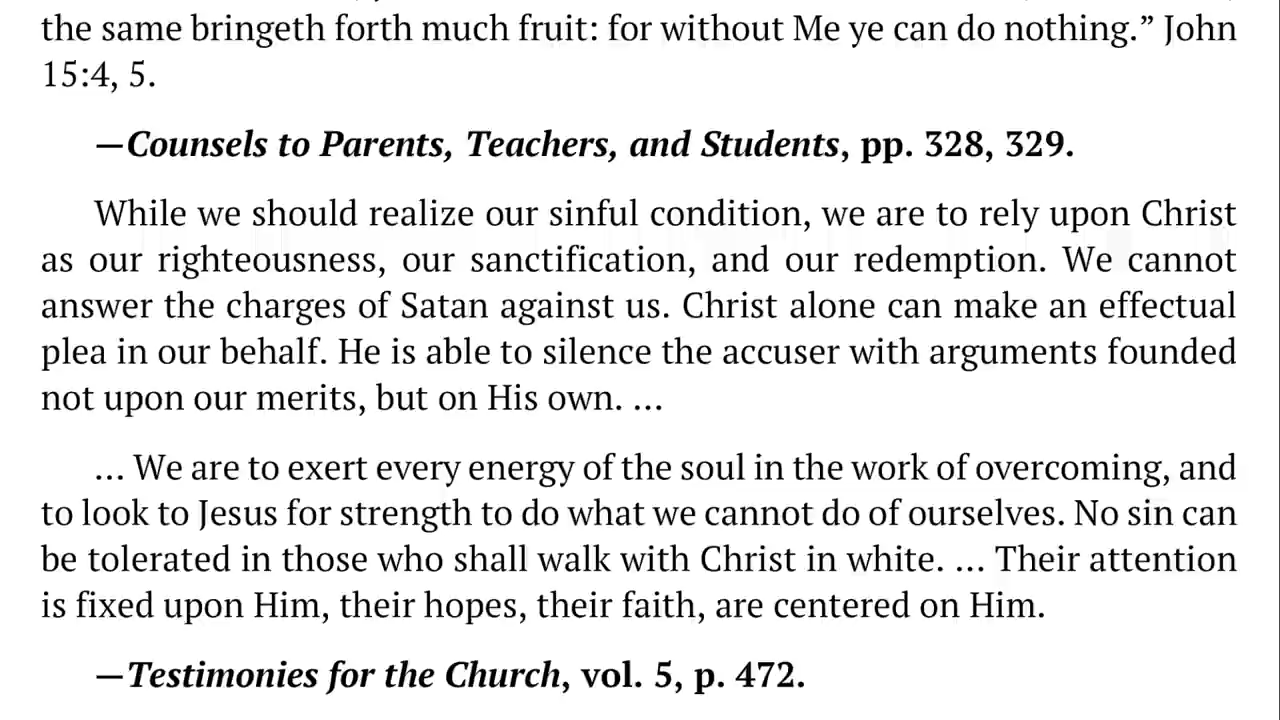 the same bringeth forth much fruit: for without Me ye can do nothing.” John
15:4, 5.
—Counsels to Parents, Teachers, and Students, pp. 328, 329.
While we should realize our sinful condition, we are to rely upon Christ
as our righteousness, our sanctification, and our redemption. We cannot
answer the charges of Satan against us. Christ alone can make an effectual
plea in our behalf. He is able to silence the accuser with arguments founded
not upon our merits, but on His own. ...
... We are to exert every energy of the soul in the work of overcoming, and
to look to Jesus for strength to do what we cannot do of ourselves. No sin can
be tolerated in those who shall walk with Christ in white. ... Their attention
is fixed upon Him, their hopes, their faith, are centered on Him.
—Testimonies for the Church, vol. 5, p. 472.